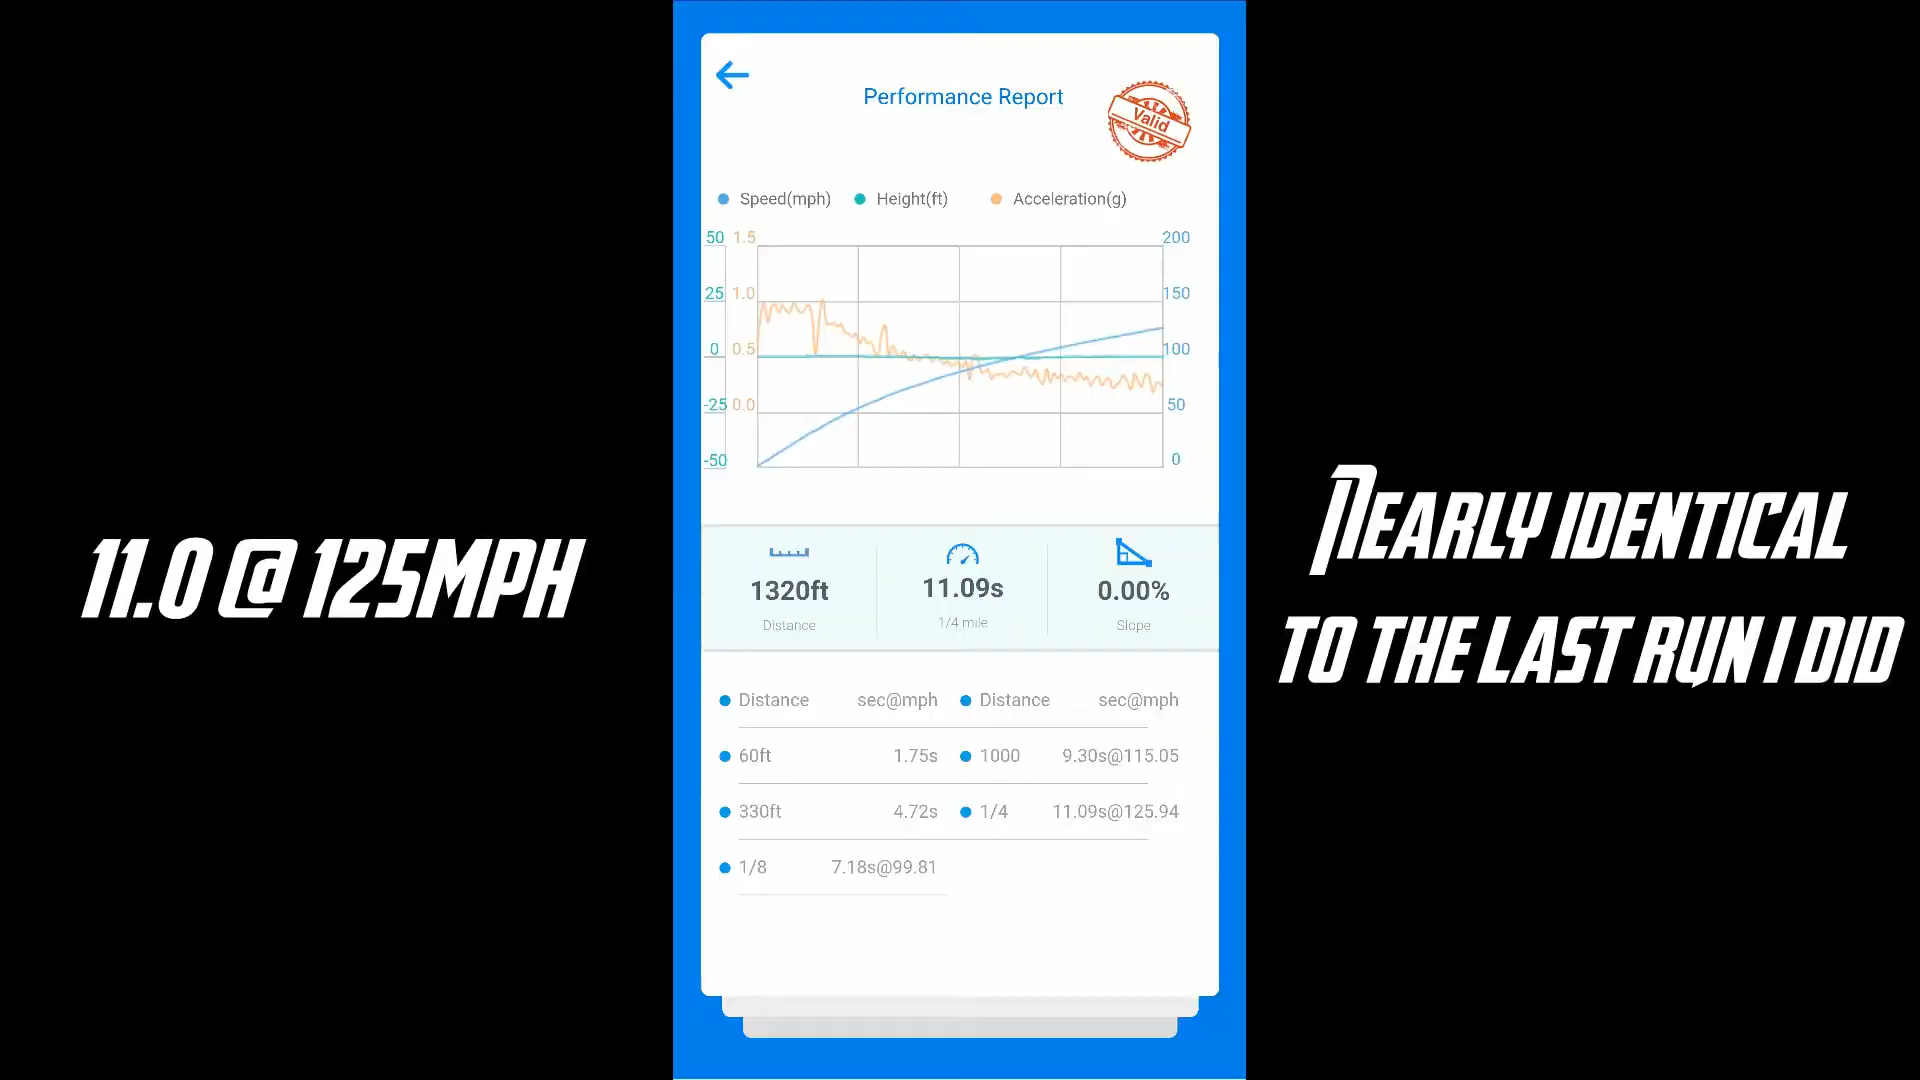 Performance Report
Valid
Speed(mph) Height(ft) Acceleration(g)
50 1.5 200
25 1.0 150
0 0.5 100
-25 0.0 50
-50 0
11.0 @ 125MPH
NEARLY IDENTICAL
TO THE LAST RUN I DID
1320ft 11.09s 0.00%
Distance 1/4 mile Slope
Distance sec@mph Distance sec@mph
60ft 1.75s 1000 9.30s@115.05
330ft 4.72s 1/4 11.09s@125.94
1/8 7.18s@99.81